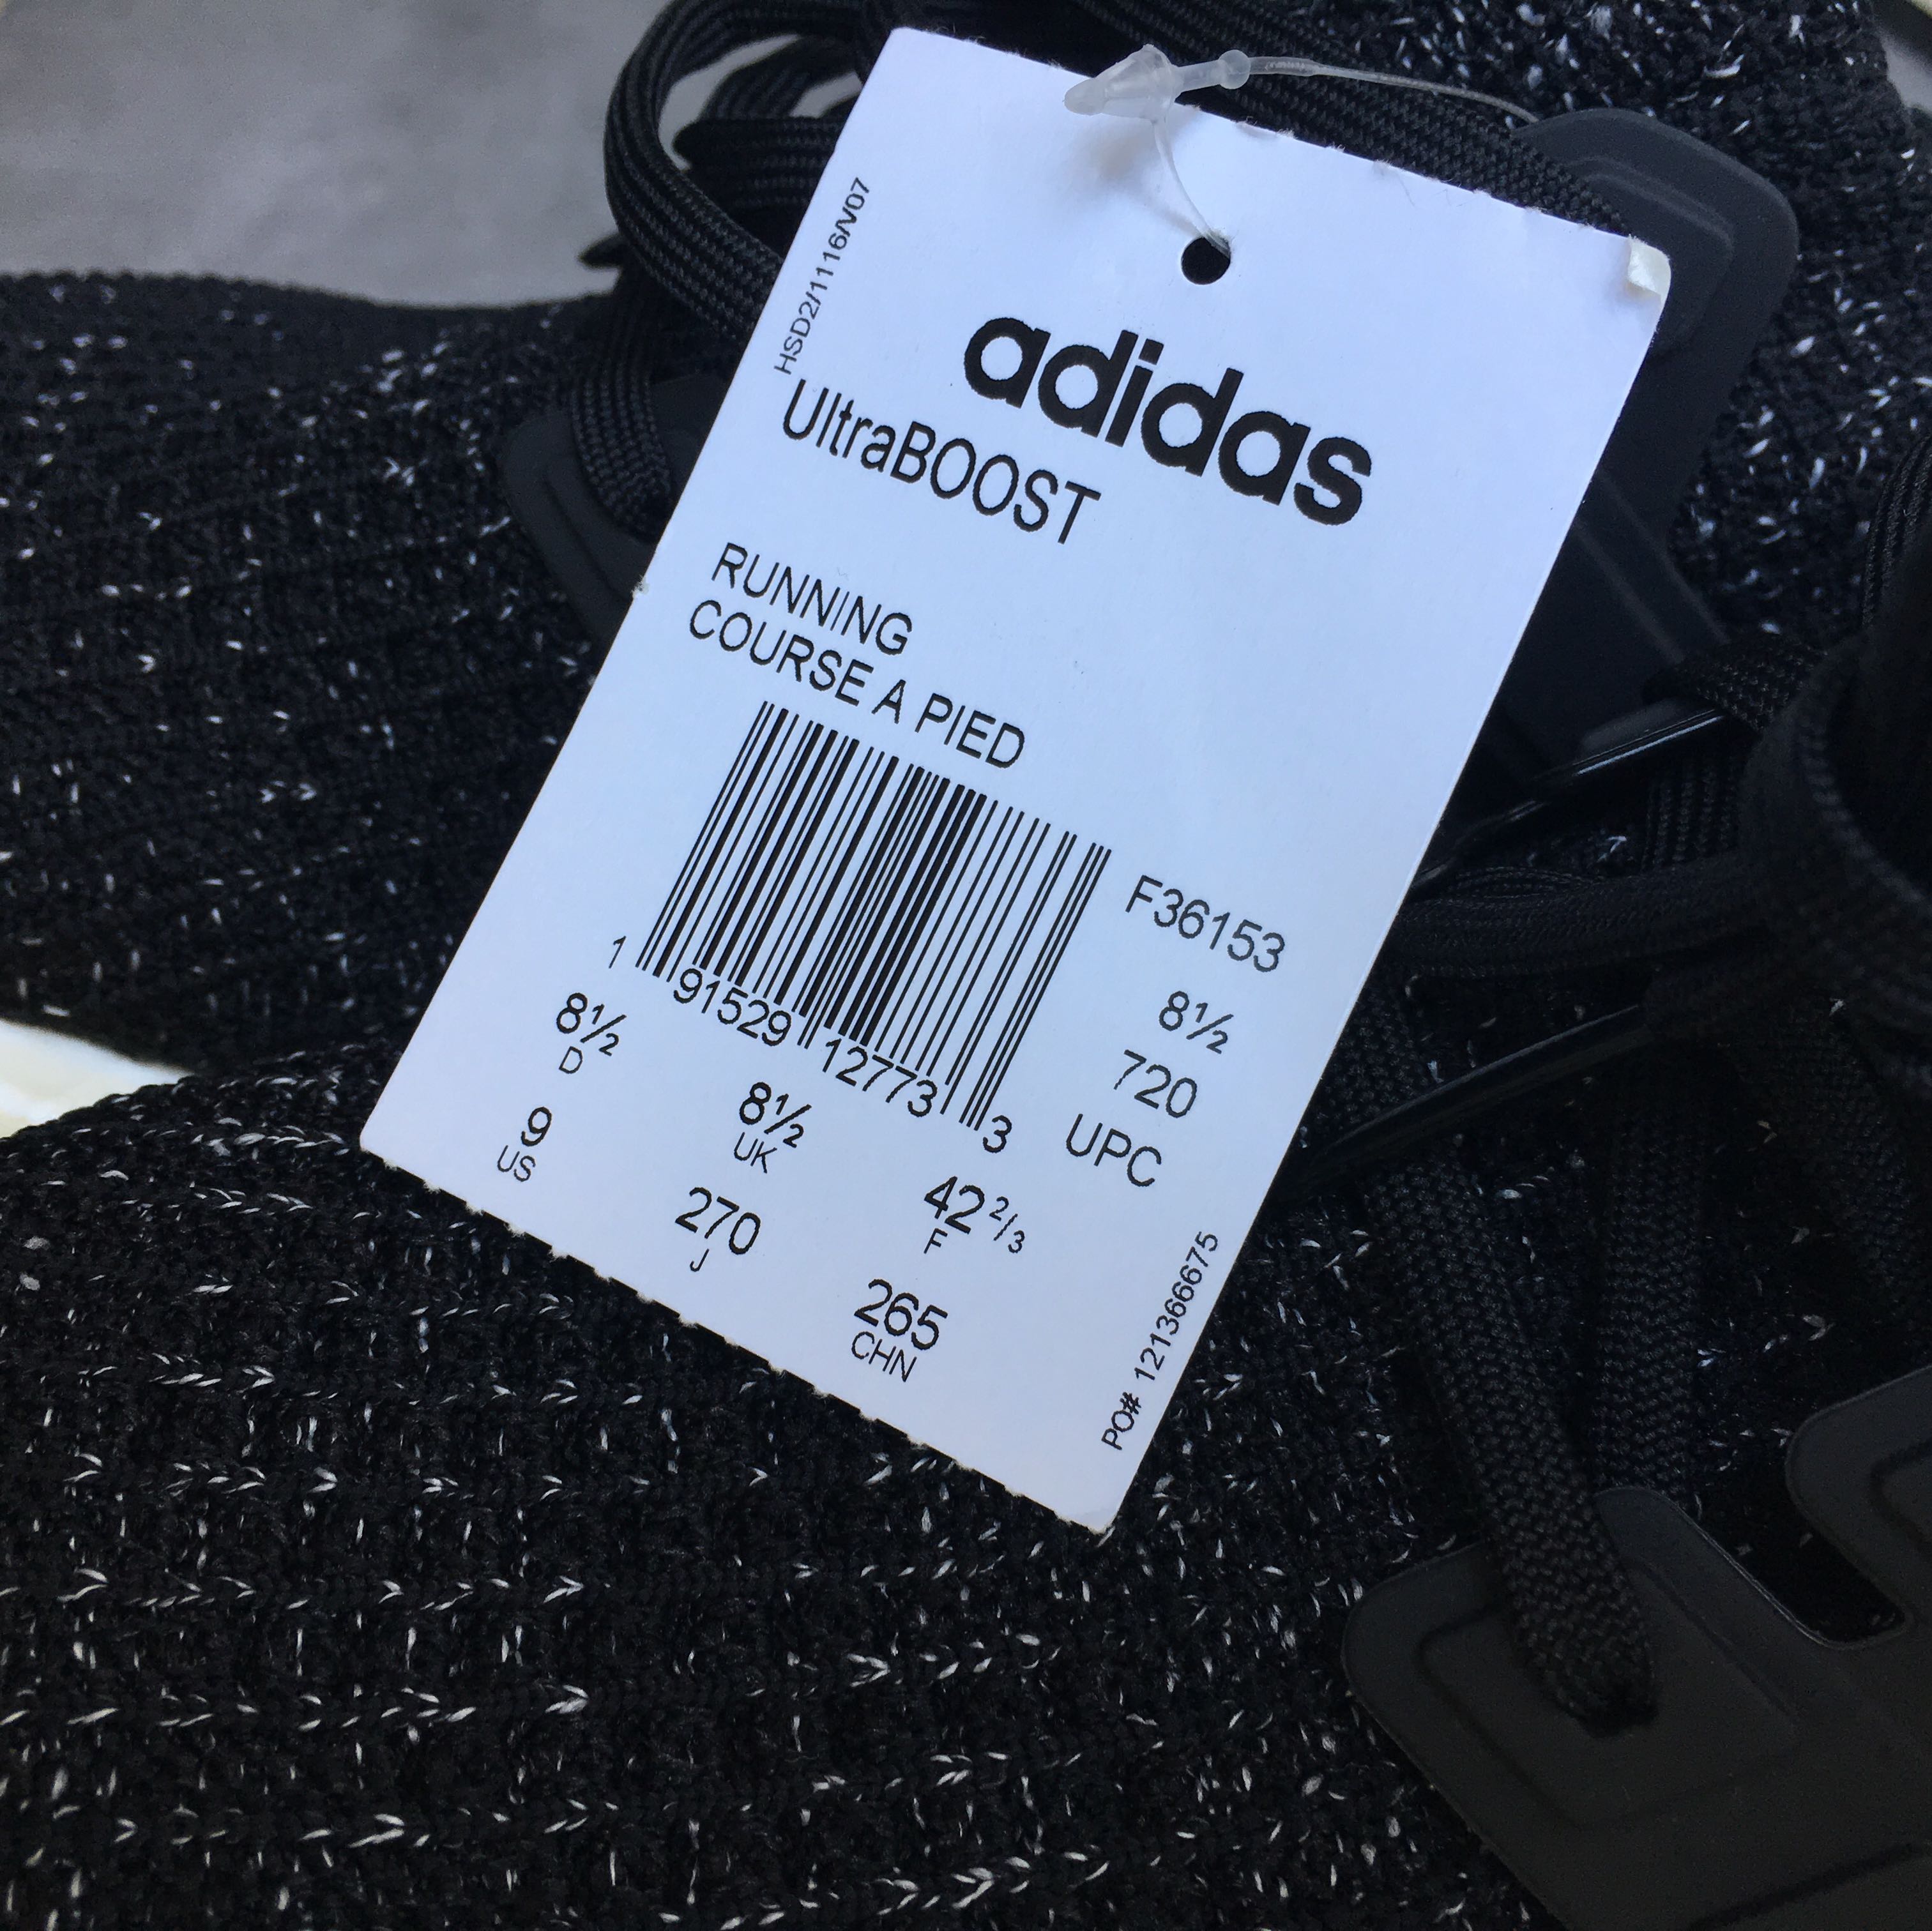 adidas
HSD2/1116/V07
UltraBOOST
RUNNING
COURSE A PIED
1 91529 12773 3
F36153
8½
720
UPC
8½ 8½ 42 2/3
D UK F
9 270 265
US J CHN
PO# 121366675